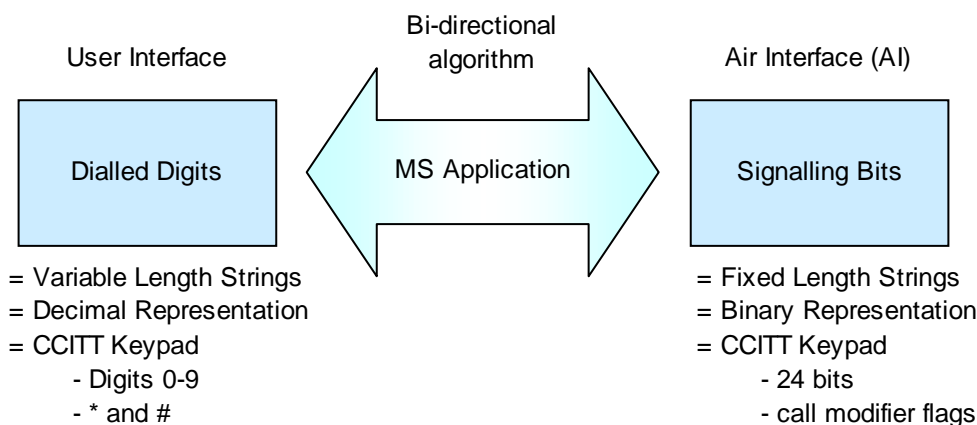 Bi-directional
algorithm
User Interface
Air Interface (AI)
Dialled Digits
MS Application
Signalling Bits
= Variable Length Strings
= Decimal Representation
= CCITT Keypad
- Digits 0-9
- * and #
= Fixed Length Strings
= Binary Representation
= CCITT Keypad
- 24 bits
- call modifier flags